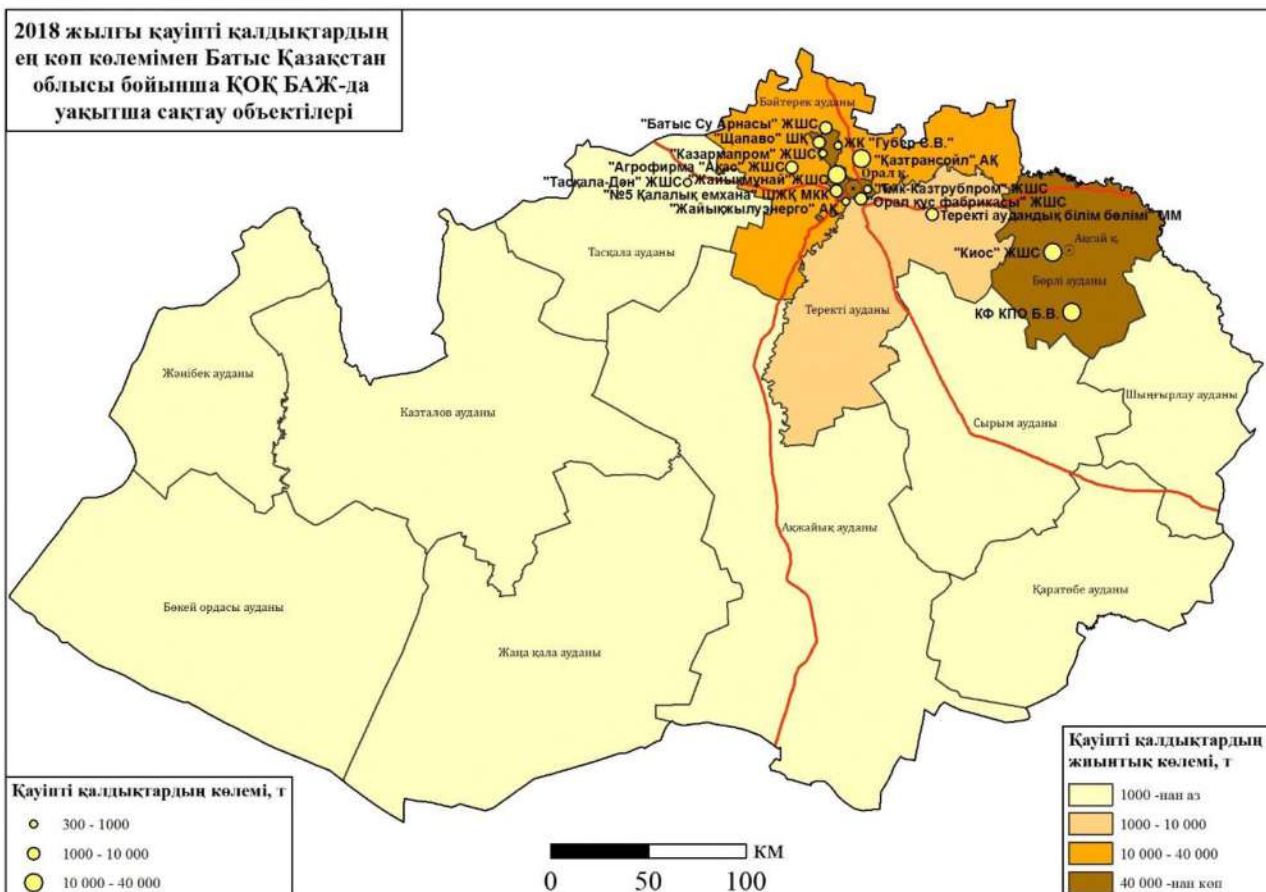 2018 жылғы қауіпті қалдықтардың
ең көп көлемімен Батыс Қазақстан
облысы бойынша ҚОҚ БАЖ-да
уақытша сақтау объектілері
Бәйтерек ауданы
"Батыс Су Арнасы" ЖШС
"Щапаво" ШҚ
ЖК "Губер С.В."
"Казармапром" ЖШС
"Қазтрансойл" АҚ
"Агрофирма "Ақас" ЖШС
Орал қ.
"Жайықмұнай" ЖШС
"Тасқала-Дән" ЖШС
"№5 Қалалық емхана" ШЖҚ МКК
"Тмк-Казтрубпром" ЖШС
"Орал құс фабрикасы" ЖШС
"Жайықжылуэнерго" АҚ
Теректі аудандық білім бөлімі" ММ
Тасқала ауданы
"Киос" ЖШС
Ақсай қ.
Бөрлі ауданы
Теректі ауданы
КФ КПО Б.В.
Жәнібек ауданы
Казталов ауданы
Шыңғырлау ауданы
Сырым ауданы
Ақжайық ауданы
Қаратөбе ауданы
Бөкей ордасы ауданы
Жаңа қала ауданы
Қауіпті қалдықтардың көлемі, т
300 - 1000
1000 - 10 000
10 000 - 40 000
КМ
0 50 100
Қауіпті қалдықтардың
жиынтық көлемі, т
1000 -нан аз
1000 - 10 000
10 000 - 40 000
40 000 -нан көп